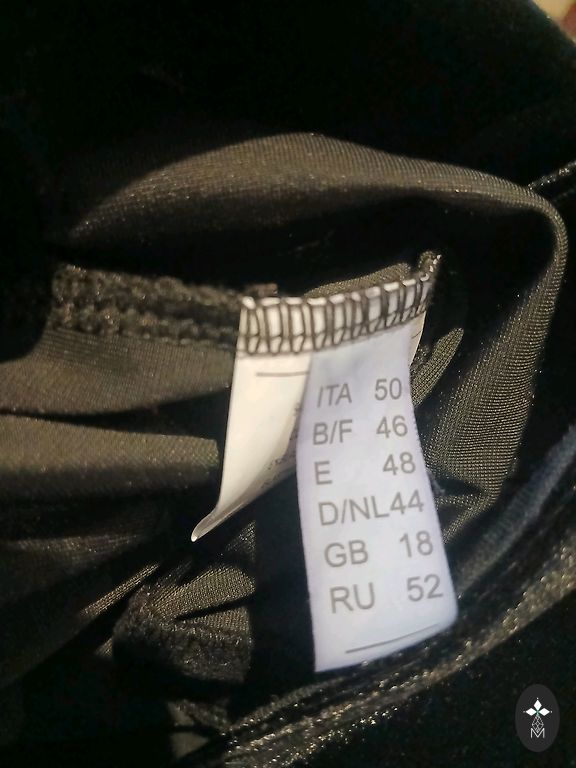 ITA 50
B/F 46
E 48
D/NL44
GB 18
RU 52
M